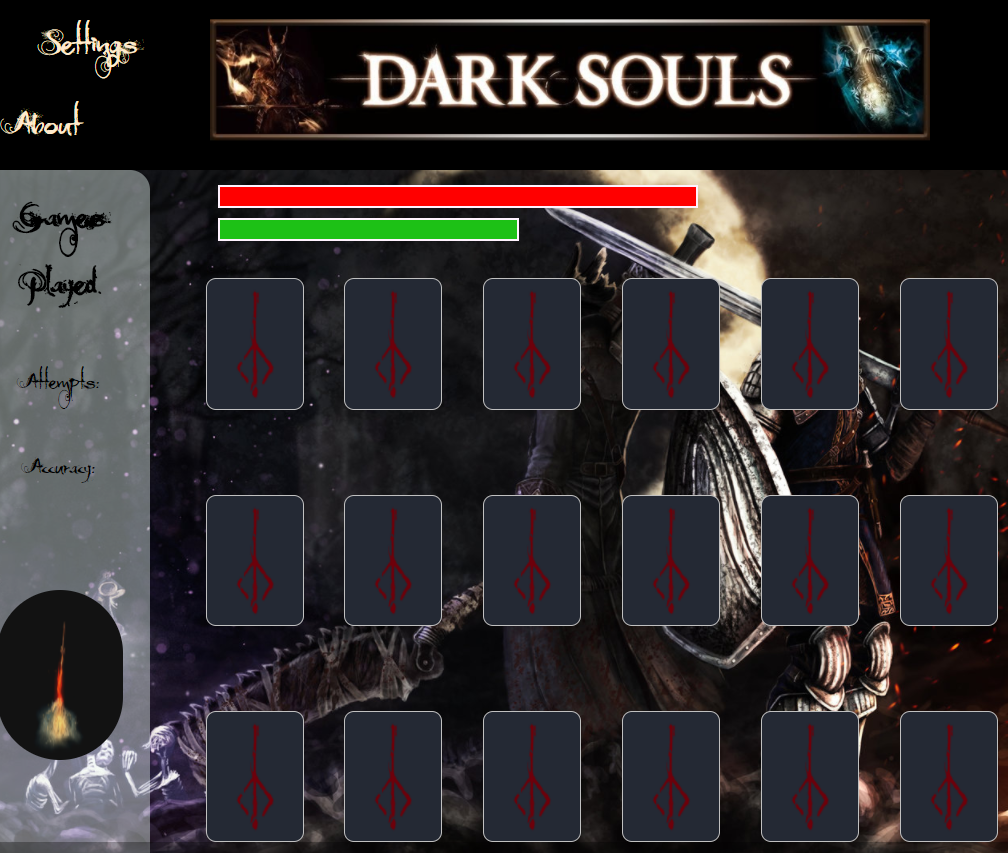 Settings
DARK SOULS
About
Games
Played
Attempts:
Accuracy: